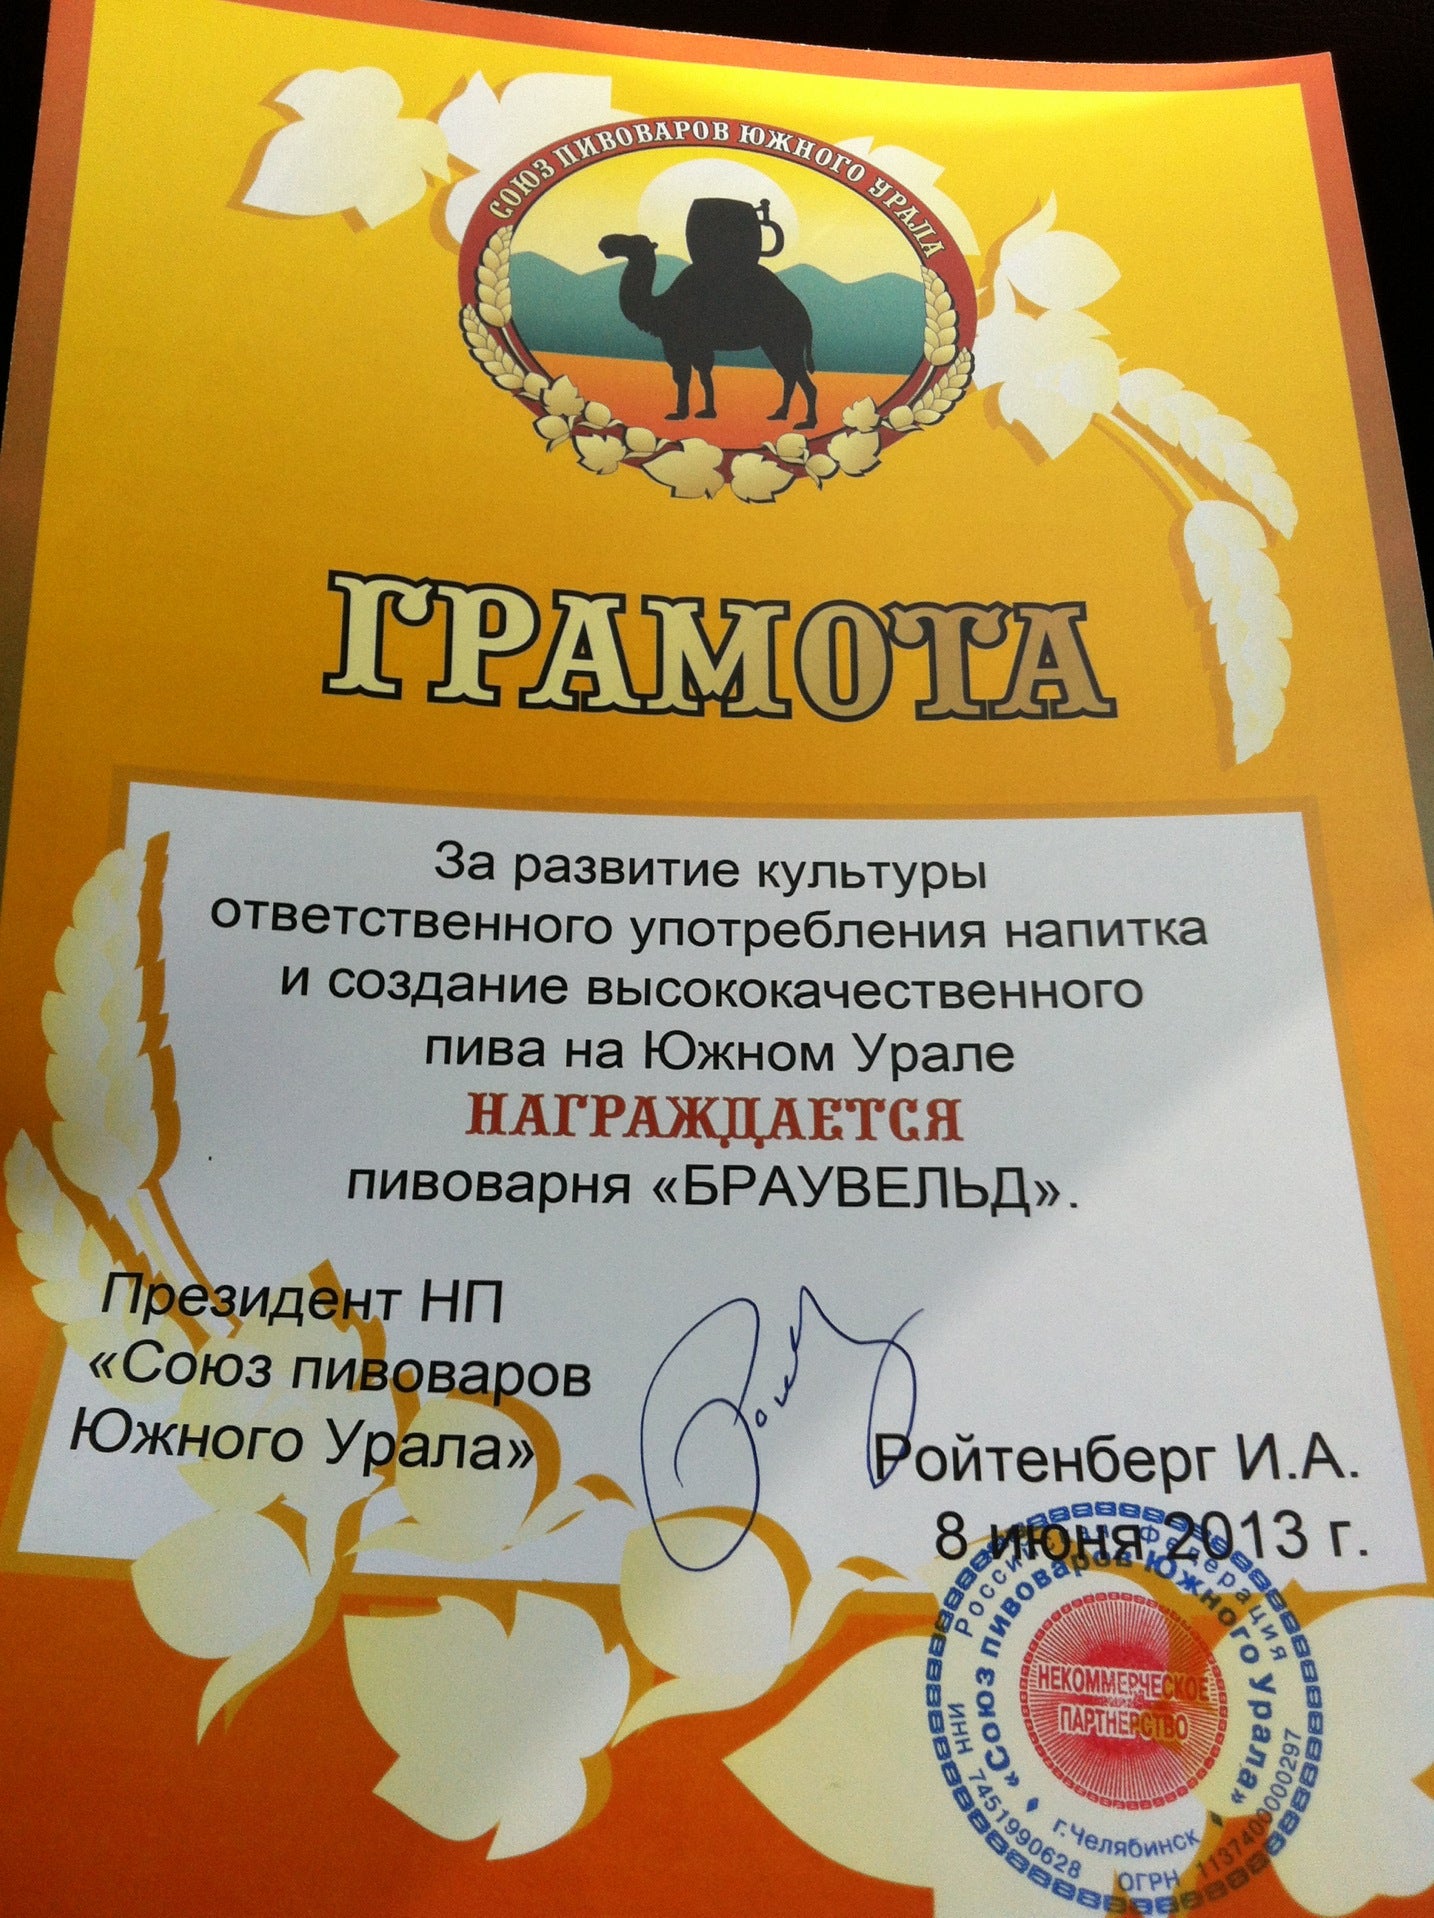 СОЮЗ ПИВОВАРОВ ЮЖНОГО УРАЛА
ГРАМОТА
За развитие культуры
ответственного употребления напитка
и создание высококачественного
пива на Южном Урале
НАГРАЖДАЕТСЯ
пивоварня «БРАУВЕЛЬД».
Президент НП
«Союз пивоваров
Южного Урала»
Ройтенберг И.А.
8 июня 2013 г.
Российская Федерация
«Союз пивоваров Южного Урала»
НЕКОММЕРЧЕСКОЕ
ПАРТНЕРСТВО
г.Челябинск
ИНН 7451990628
ОГРН 1137400000297